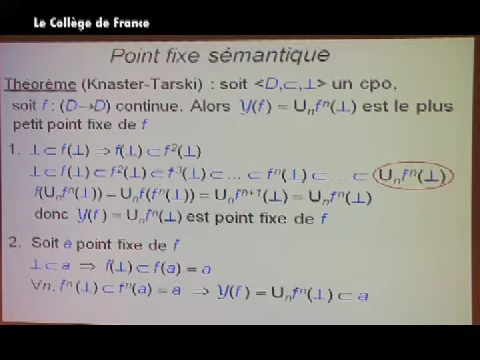 Le Collège de France
Point fixe sémantique
Theorème (Knaster-Tarski) : soit <D,⊂,⊥> un cpo,
soit f : (D→D) continue. Alors Y(f) = ∪ₙfⁿ(⊥) est le plus
petit point fixe de f
1. ⊥⊂f(⊥) ⇒ f(⊥)⊂f²(⊥)
⊥⊂f(⊥)⊂f²(⊥)⊂f³(⊥)⊂...⊂fⁿ(⊥)⊂...⊂ ∪ₙfⁿ(⊥)
f(∪ₙfⁿ(⊥)) = ∪ₙf(fⁿ(⊥)) = ∪ₙfⁿ⁺¹(⊥) = ∪ₙfⁿ(⊥)
donc Y(f) = ∪ₙfⁿ(⊥) est point fixe de f
2. Soit a point fixe de f
⊥⊂a ⇒ f(⊥)⊂f(a) = a
∀n. fⁿ(⊥)⊂fⁿ(a) = a ⇒ Y(f) = ∪ₙfⁿ(⊥)⊂a